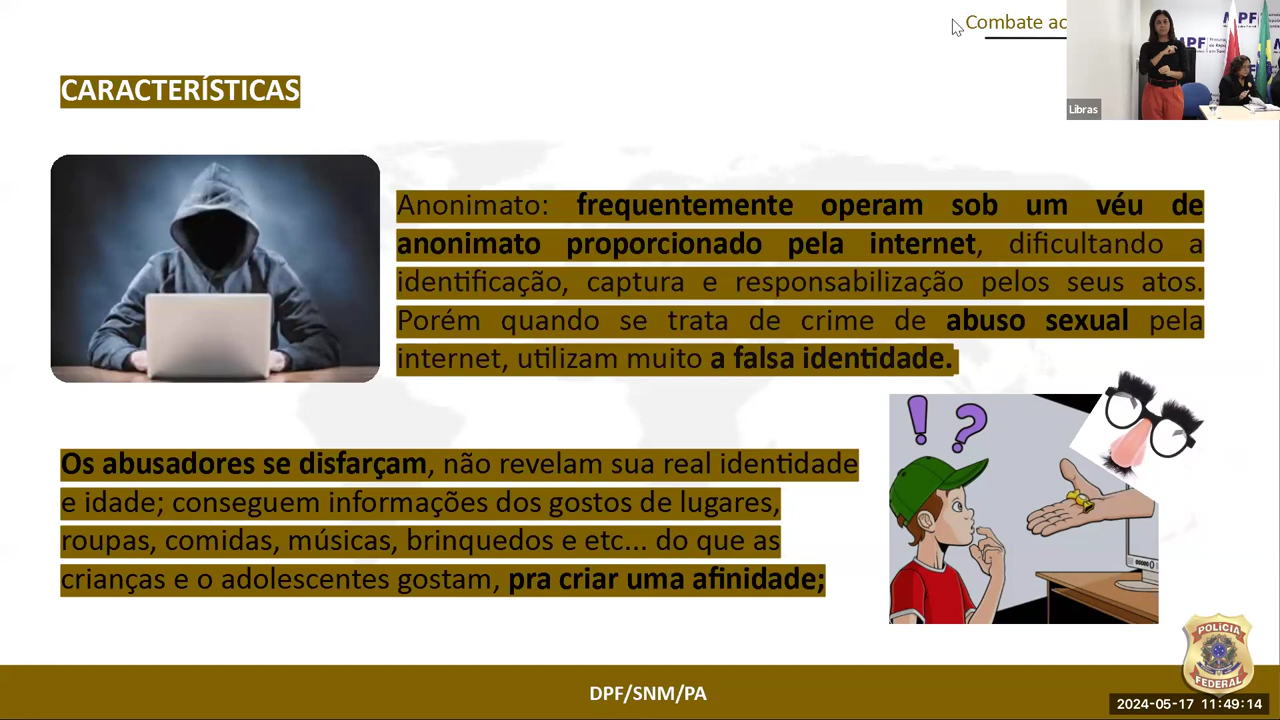 Combate ao
CARACTERÍSTICAS
MPF
MPF
Libras
Anonimato: frequentemente operam sob um véu de
anonimato proporcionado pela internet, dificultando a
identificação, captura e responsabilização pelos seus atos.
Porém quando se trata de crime de abuso sexual pela
internet, utilizam muito a falsa identidade.
! ?
Os abusadores se disfarçam, não revelam sua real identidade
e idade; conseguem informações dos gostos de lugares,
roupas, comidas, músicas, brinquedos e etc... do que as
crianças e o adolescentes gostam, pra criar uma afinidade;
POLÍCIA
FEDERAL
DPF/SNM/PA
2024-05-17 11:49:14